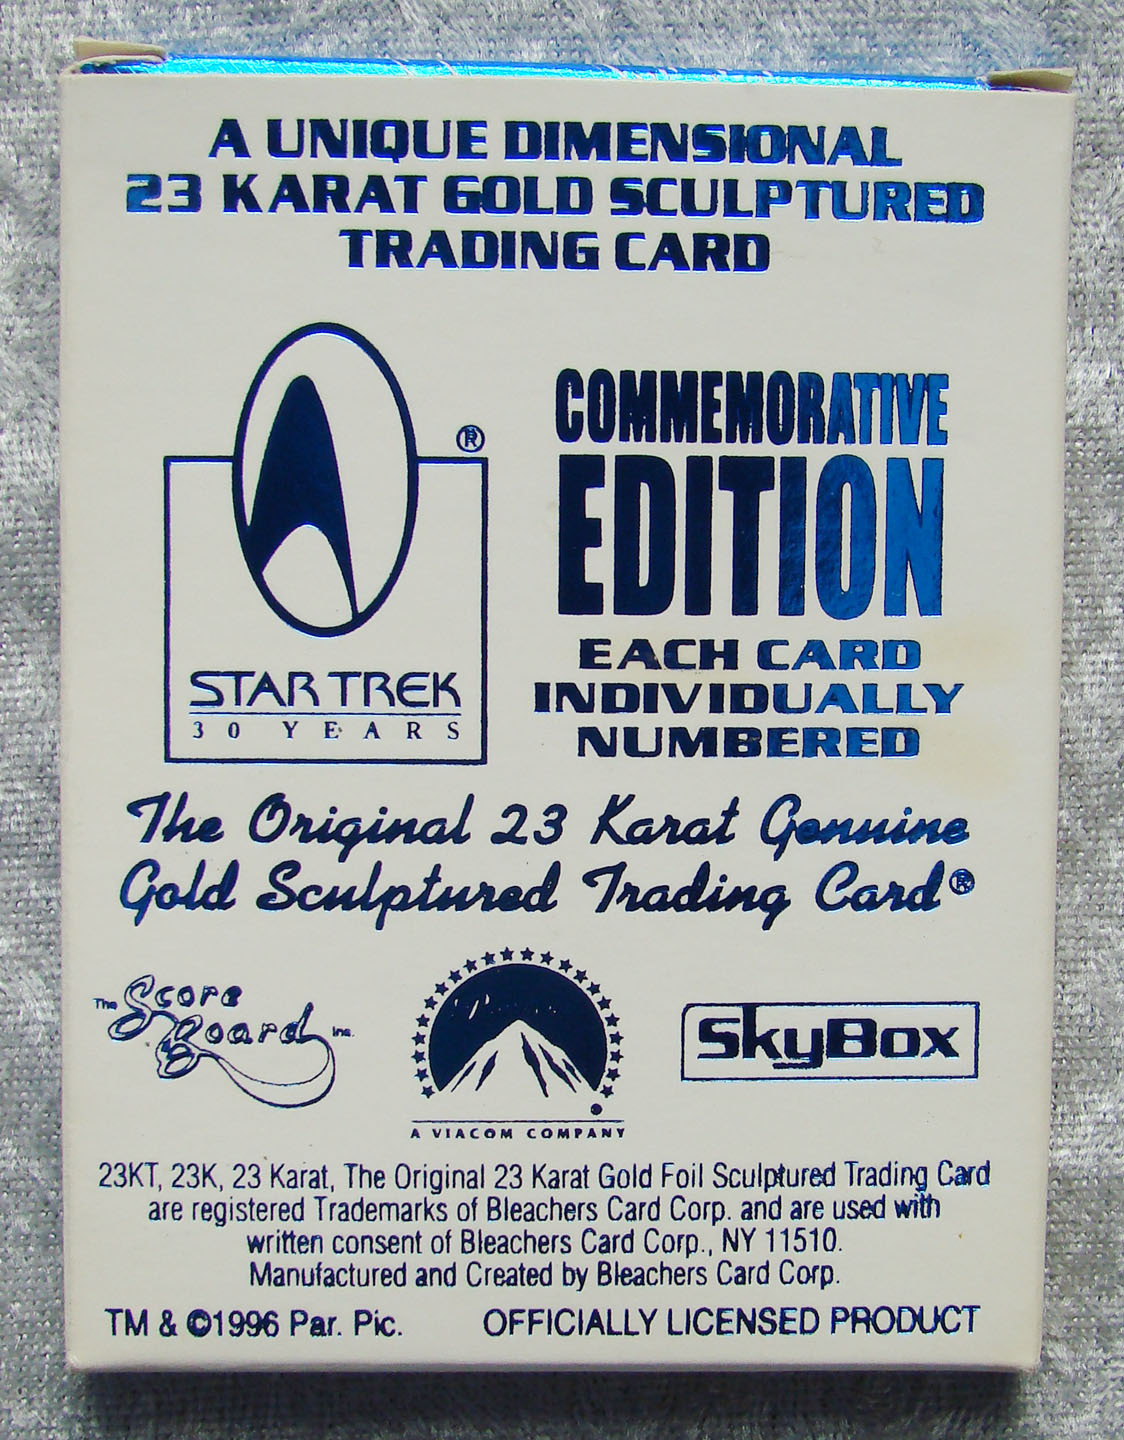 A UNIQUE DIMENSIONAL
23 KARAT GOLD SCULPTURED
TRADING CARD
®
STAR TREK
30 YEARS
COMMEMORATIVE
EDITION
EACH CARD
INDIVIDUALLY
NUMBERED
The Original 23 Karat Genuine
Gold Sculptured Trading Card®
The Score
Board Inc.
Paramount
A VIACOM COMPANY
SkyBox
23KT, 23K, 23 Karat, The Original 23 Karat Gold Foil Sculptured Trading Card
are registered Trademarks of Bleachers Card Corp. and are used with
written consent of Bleachers Card Corp., NY 11510.
Manufactured and Created by Bleachers Card Corp.
TM & ©1996 Par. Pic. OFFICIALLY LICENSED PRODUCT